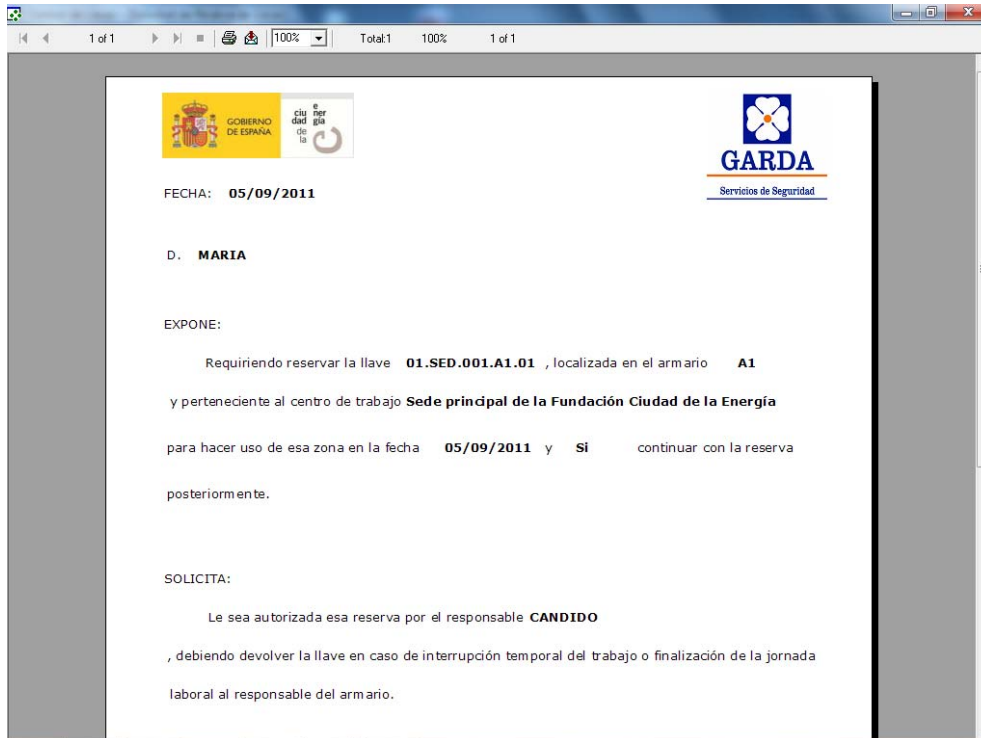 1 of 1 100% Total:1 100% 1 of 1
GOBIERNO
DE ESPAÑA
ciu
dad
de
la
e
ner
gía
GARDA
Servicios de Seguridad
FECHA: 05/09/2011
D. MARIA
EXPONE:
Requiriendo reservar la llave 01.SED.001.A1.01 , localizada en el armario A1
y perteneciente al centro de trabajo Sede principal de la Fundación Ciudad de la Energía
para hacer uso de esa zona en la fecha 05/09/2011 y Si continuar con la reserva
posteriormente.
SOLICITA:
Le sea autorizada esa reserva por el responsable CANDIDO
, debiendo devolver la llave en caso de interrupción temporal del trabajo o finalización de la jornada
laboral al responsable del armario.